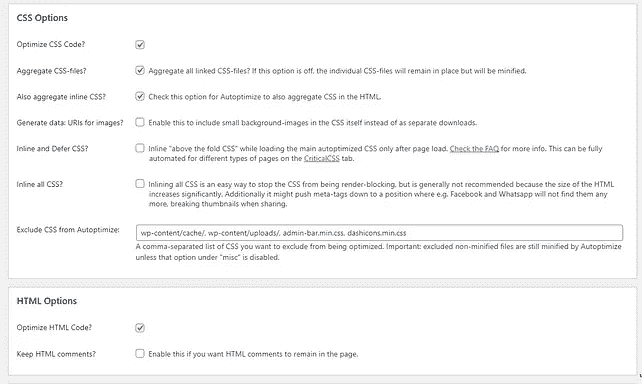 CSS Options
Optimize CSS Code?
Aggregate CSS-files? Aggregate all linked CSS-files? If this option is off, the individual CSS-files will remain in place but will be minified.
Also aggregate inline CSS? Check this option for Autoptimize to also aggregate CSS in the HTML.
Generate data: URIs for images? Enable this to include small background-images in the CSS itself instead of as separate downloads.
Inline and Defer CSS? Inline "above the fold CSS" while loading the main autoptimized CSS only after page load. Check the FAQ for more info. This can be fully
automated for different types of pages on the CriticalCSS tab.
Inline all CSS? Inlining all CSS is an easy way to stop the CSS from being render-blocking, but is generally not recommended because the size of the HTML
increases significantly. Additionally it might push meta-tags down to a position where e.g. Facebook and Whatsapp will not find them any
more, breaking thumbnails when sharing.
Exclude CSS from Autoptimize: wp-content/cache/, wp-content/uploads/, admin-bar.min.css, dashicons.min.css
A comma-separated list of CSS you want to exclude from being optimized. Important: excluded non-minified files are still minified by Autoptimize
unless that option under "misc" is disabled.
HTML Options
Optimize HTML Code?
Keep HTML comments? Enable this if you want HTML comments to remain in the page.